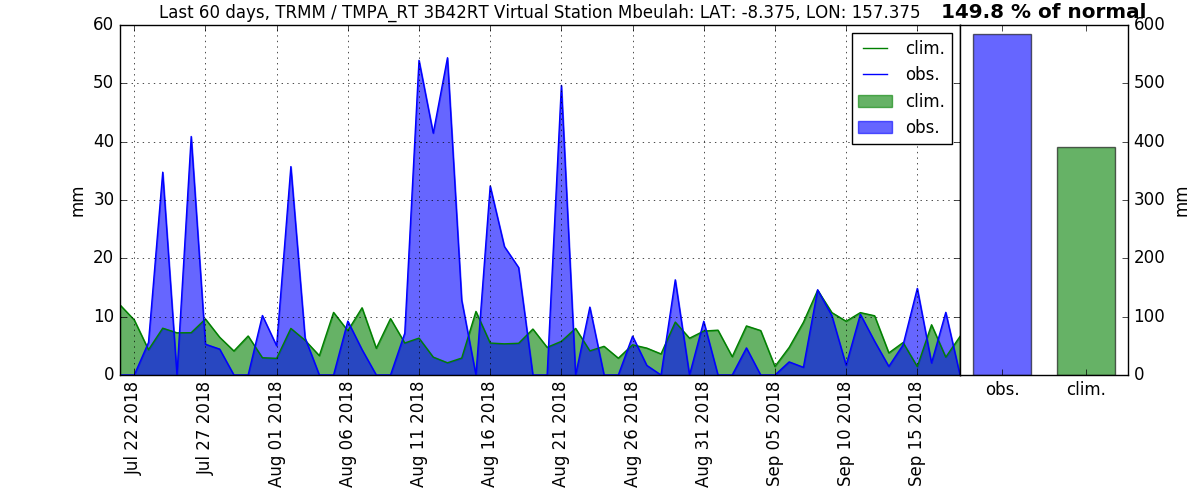 Last 60 days, TRMM / TMPA_RT 3B42RT Virtual Station Mbeulah: LAT: -8.375, LON: 157.375
149.8 % of normal
60
50
40
30
20
10
0
mm
clim.
obs.
clim.
obs.
600
500
400
300
200
100
0
mm
obs.
clim.
Jul 22 2018
Jul 27 2018
Aug 01 2018
Aug 06 2018
Aug 11 2018
Aug 16 2018
Aug 21 2018
Aug 26 2018
Aug 31 2018
Sep 05 2018
Sep 10 2018
Sep 15 2018